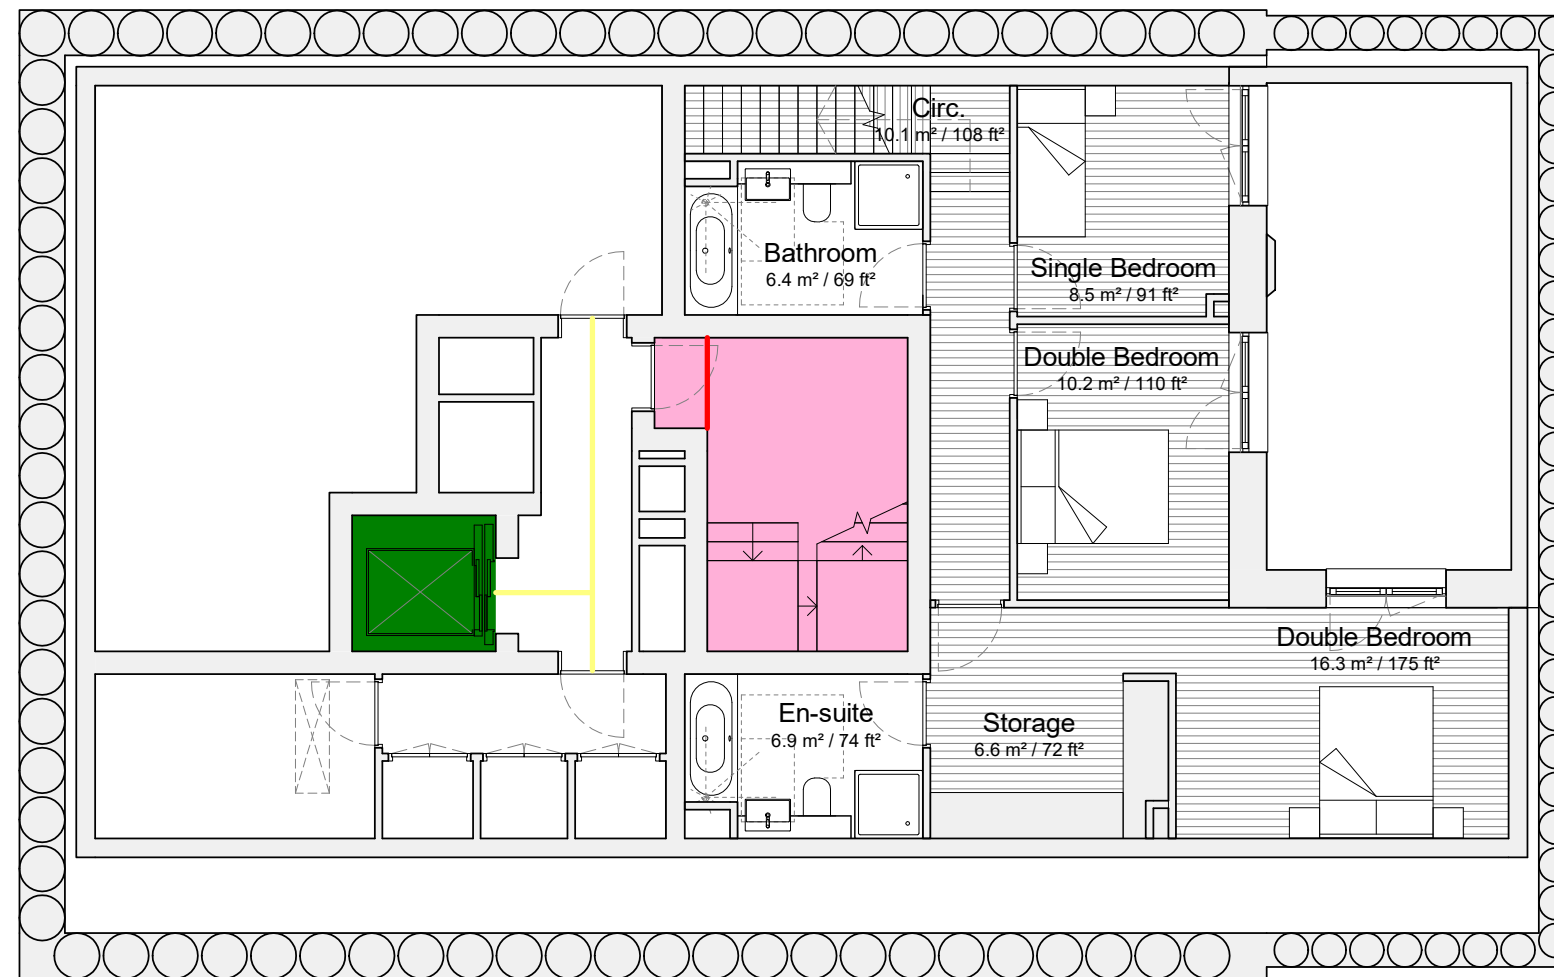 Circ.
10.1 m² / 108 ft²
Bathroom
6.4 m² / 69 ft²
Single Bedroom
8.5 m² / 91 ft²
Double Bedroom
10.2 m² / 110 ft²
Double Bedroom
16.3 m² / 175 ft²
En-suite
6.9 m² / 74 ft²
Storage
6.6 m² / 72 ft²